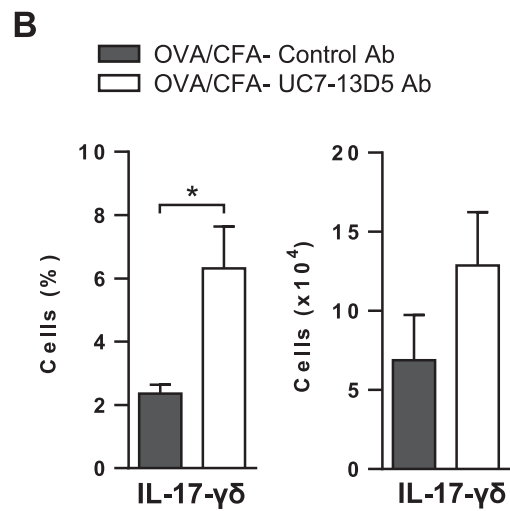 B
OVA/CFA- Control Ab
OVA/CFA- UC7-13D5 Ab
Cells (%)
10
8
6
4
2
0
*
IL-17-γδ
Cells (x10⁴)
20
15
10
5
0
IL-17-γδ